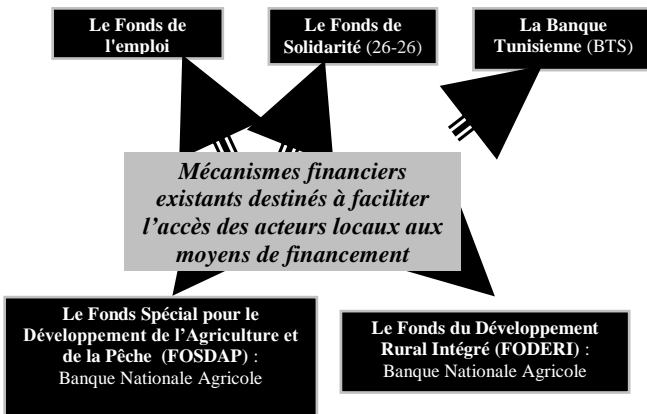 Le Fonds de
l'emploi
Le Fonds de
Solidarité (26-26)
La Banque
Tunisienne (BTS)
Mécanismes financiers
existants destinés à faciliter
l’accès des acteurs locaux aux
moyens de financement
Le Fonds Spécial pour le
Développement de l’Agriculture et
de la Pêche (FOSDAP) :
Banque Nationale Agricole
Le Fonds du Développement
Rural Intégré (FODERI) :
Banque Nationale Agricole